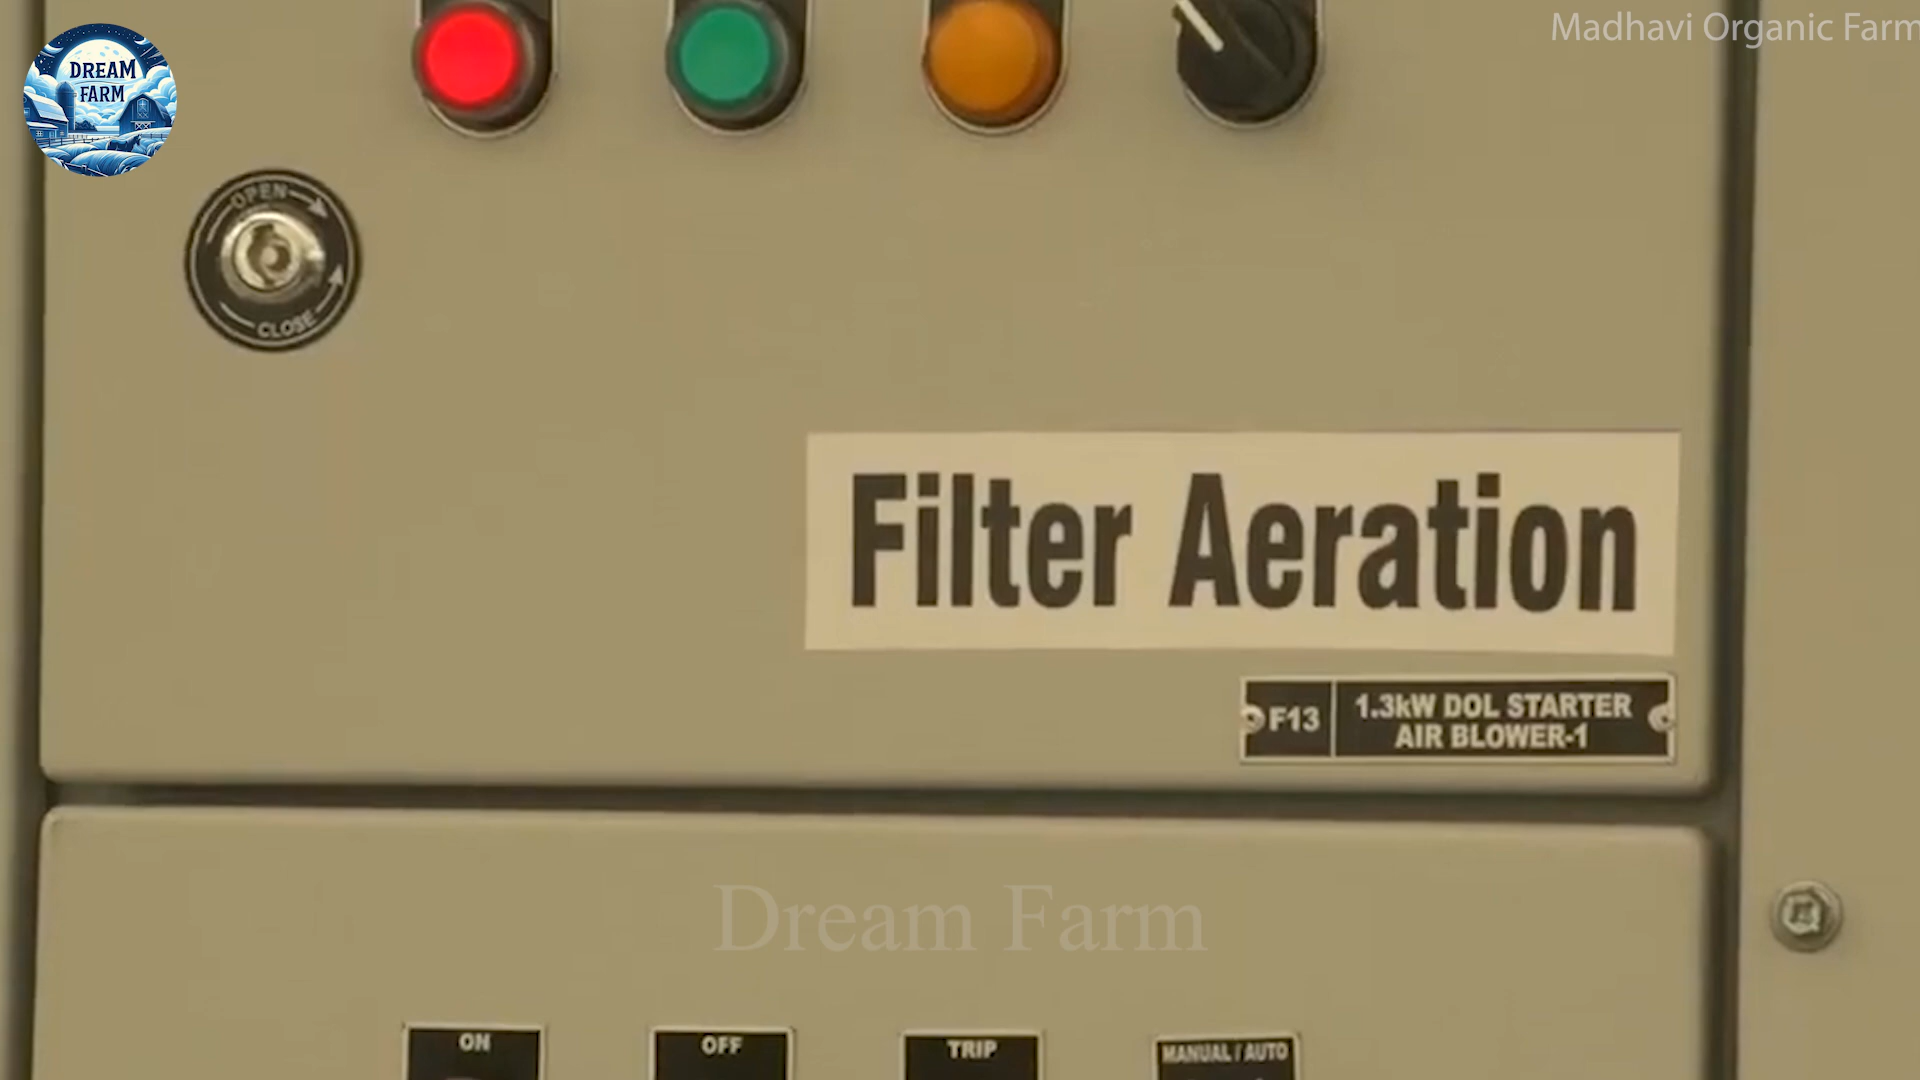 Madhavi Organic Farm
DREAM
FARM
OPEN
CLOSE
Filter Aeration
F13
1.3kW DOL STARTER
AIR BLOWER-1
Dream Farm
ON
OFF
TRIP
MANUAL / AUTO